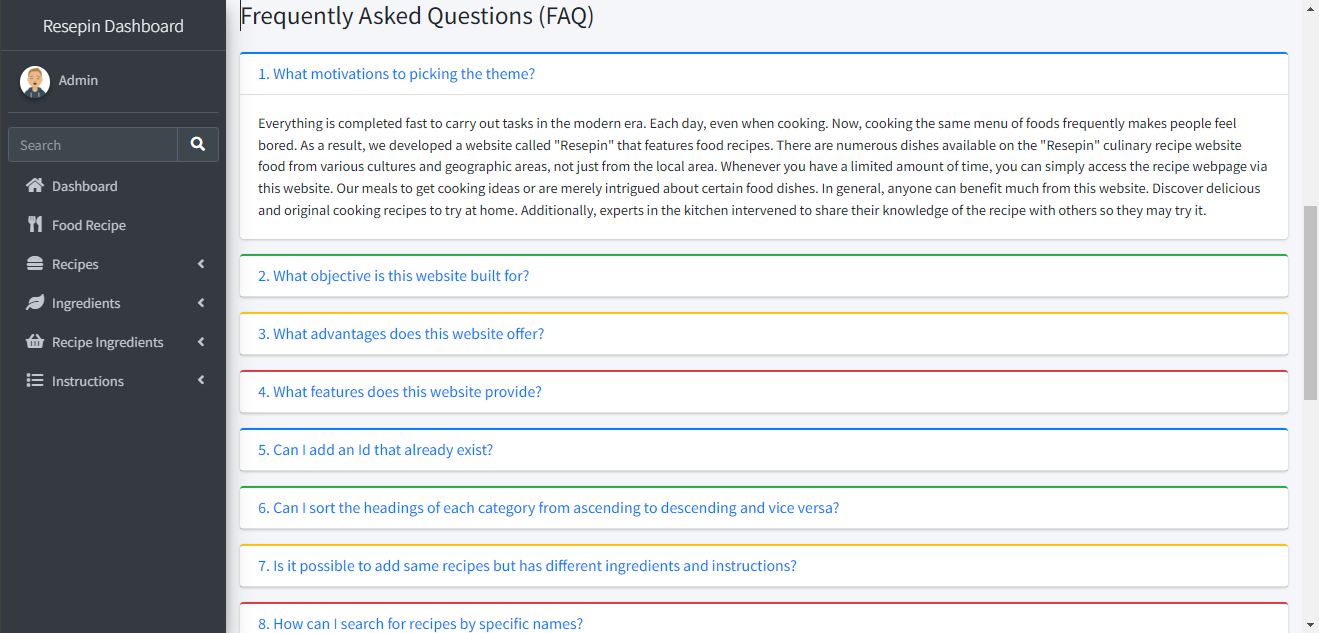 Resepin Dashboard
Admin
Search
Dashboard
Food Recipe
Recipes
Ingredients
Recipe Ingredients
Instructions
Frequently Asked Questions (FAQ)
1. What motivations to picking the theme?
Everything is completed fast to carry out tasks in the modern era. Each day, even when cooking. Now, cooking the same menu of foods frequently makes people feel
bored. As a result, we developed a website called "Resepin" that features food recipes. There are numerous dishes available on the "Resepin" culinary recipe website
food from various cultures and geographic areas, not just from the local area. Whenever you have a limited amount of time, you can simply access the recipe webpage via
this website. Our meals to get cooking ideas or are merely intrigued about certain food dishes. In general, anyone can benefit much from this website. Discover delicious
and original cooking recipes to try at home. Additionally, experts in the kitchen intervened to share their knowledge of the recipe with others so they may try it.
2. What objective is this website built for?
3. What advantages does this website offer?
4. What features does this website provide?
5. Can I add an Id that already exist?
6. Can I sort the headings of each category from ascending to descending and vice versa?
7. Is it possible to add same recipes but has different ingredients and instructions?
8. How can I search for recipes by specific names?